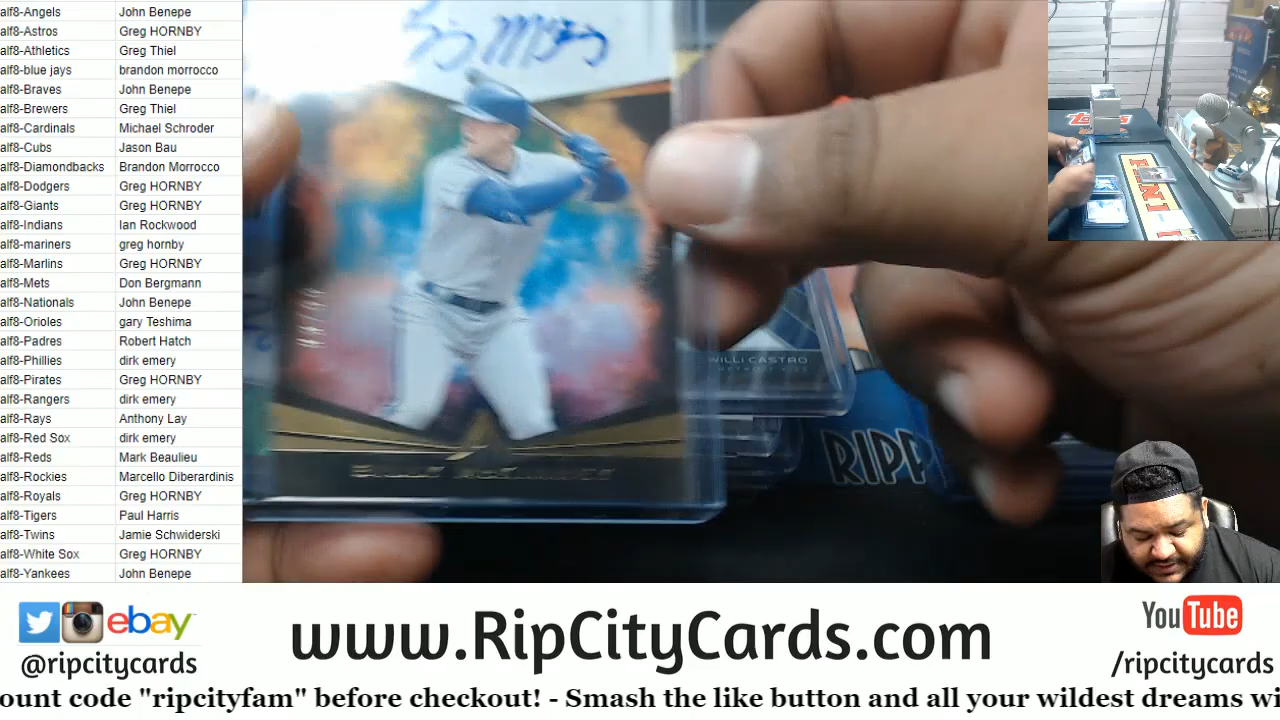 alf8-Angels John Benepe
alf8-Astros Greg HORNBY
alf8-Athletics Greg Thiel
alf8-blue jays brandon morrocco
alf8-Braves John Benepe
alf8-Brewers Greg Thiel
alf8-Cardinals Michael Schroder
alf8-Cubs Jason Bau
alf8-Diamondbacks Brandon Morrocco
alf8-Dodgers Greg HORNBY
alf8-Giants Greg HORNBY
alf8-Indians Ian Rockwood
alf8-mariners greg hornby
alf8-Marlins Greg HORNBY
alf8-Mets Don Bergmann
alf8-Nationals John Benepe
alf8-Orioles gary Teshima
alf8-Padres Robert Hatch
alf8-Phillies dirk emery
alf8-Pirates Greg HORNBY
alf8-Rangers dirk emery
alf8-Rays Anthony Lay
alf8-Red Sox dirk emery
alf8-Reds Mark Beaulieu
alf8-Rockies Marcello Diberardinis
alf8-Royals Greg HORNBY
alf8-Tigers Paul Harris
alf8-Twins Jamie Schwiderski
alf8-White Sox Greg HORNBY
alf8-Yankees John Benepe
WILLI CASTRO
RIPP
topps
PANINI
ebay
@ripcitycards
www.RipCityCards.com
YouTube
/ripcitycards
ount code "ripcityfam" before checkout! - Smash the like button and all your wildest dreams wi